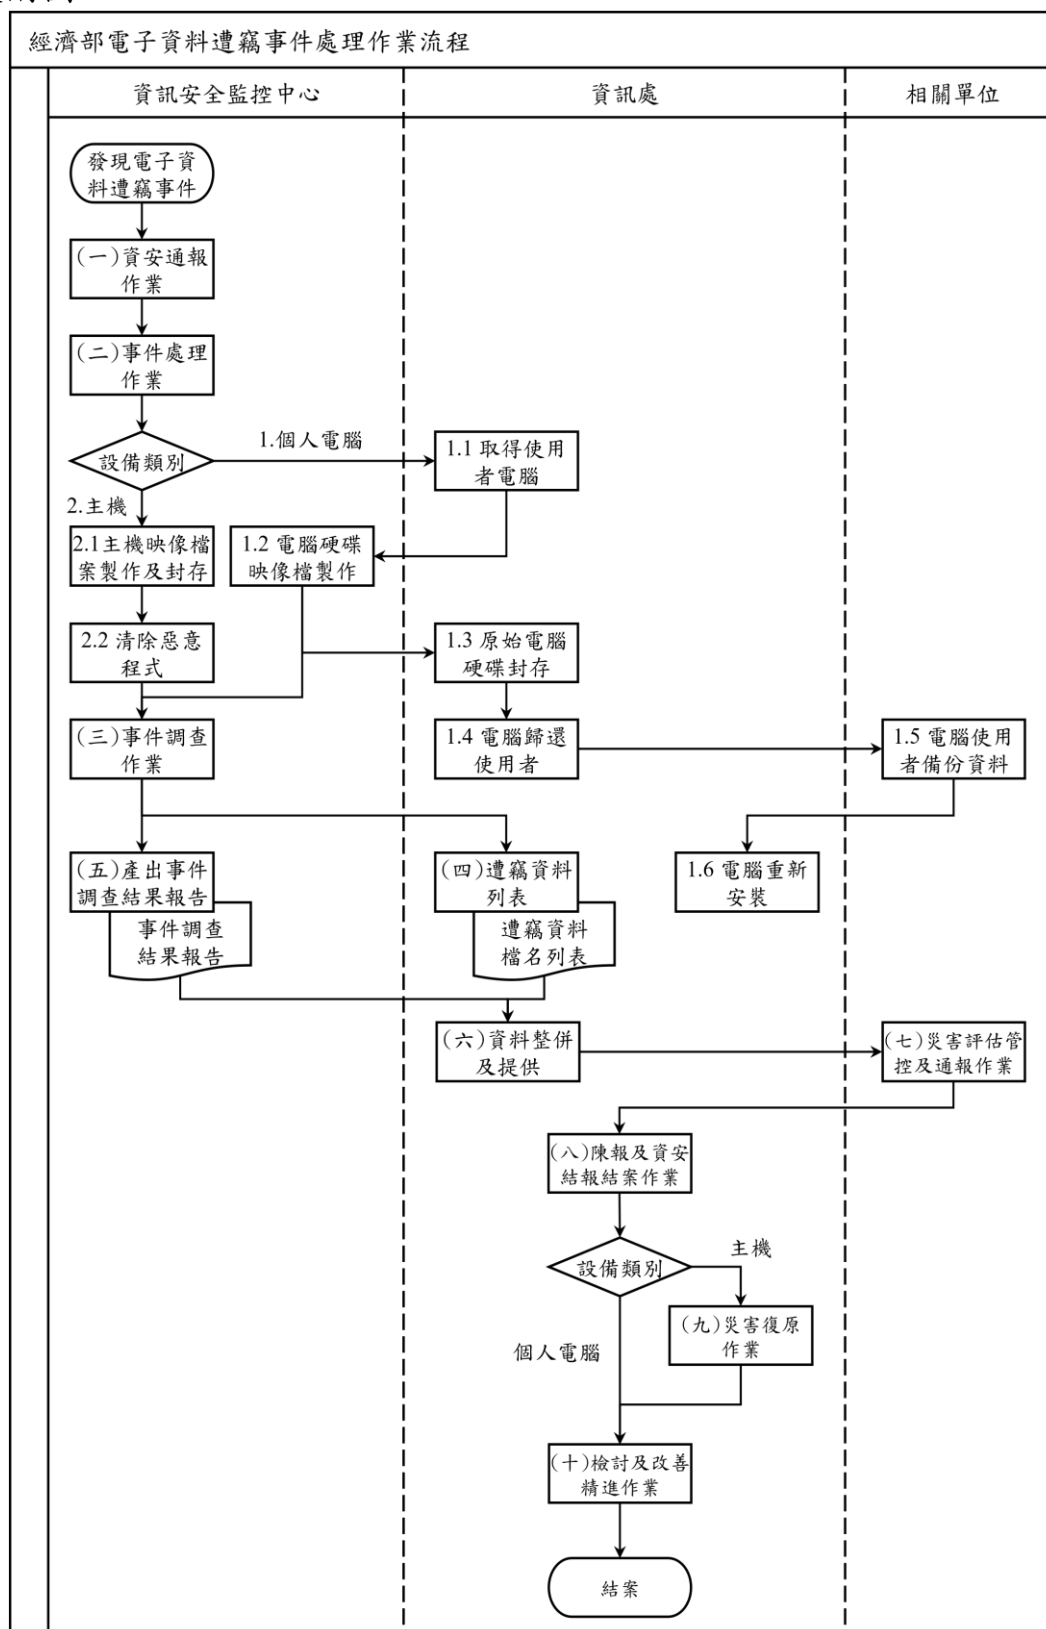 經濟部電子資料遭竊事件處理作業流程
資訊安全監控中心
資訊處
相關單位
發現電子資
料遭竊事件
(一)資安通報
作業
(二)事件處理
作業
設備類別
1.個人電腦
1.1 取得使用
者電腦
2.主機
2.1主機映像檔
案製作及封存
1.2 電腦硬碟
映像檔製作
2.2 清除惡意
程式
1.3 原始電腦
硬碟封存
(三)事件調查
作業
1.4 電腦歸還
使用者
1.5 電腦使用
者備份資料
(五)產出事件
調查結果報告
事件調查
結果報告
(四)遭竊資料
列表
遭竊資料
檔名列表
1.6 電腦重新
安裝
(六)資料整併
及提供
(七)災害評估管
控及通報作業
(八)陳報及資安
結報結案作業
設備類別
主機
(九)災害復原
作業
個人電腦
(十)檢討及改善
精進作業
結案